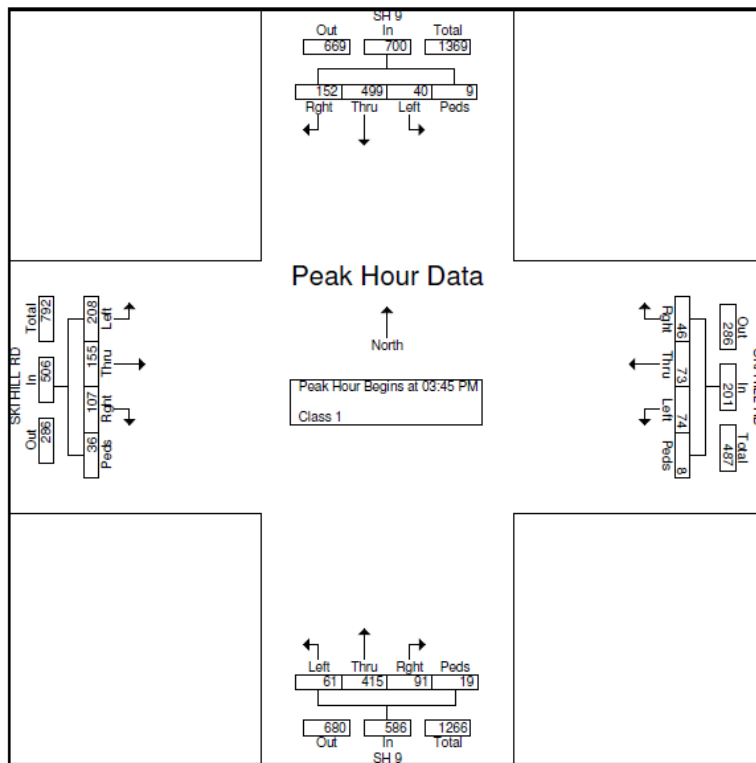 SH 9
Out In Total
669 700 1369
152 499 40 9
Rght Thru Left Peds
Peak Hour Data
North
Peak Hour Begins at 03:45 PM
Class 1
SKI HILL RD
Total In Out
792 506 286
208 155 107 36
Left Thru Rght Peds
Rght Thru Left Peds
46 73 74 8
286 201 487
Out In Total
Left Thru Rght Peds
61 415 91 19
680 586 1266
Out In Total
SH 9